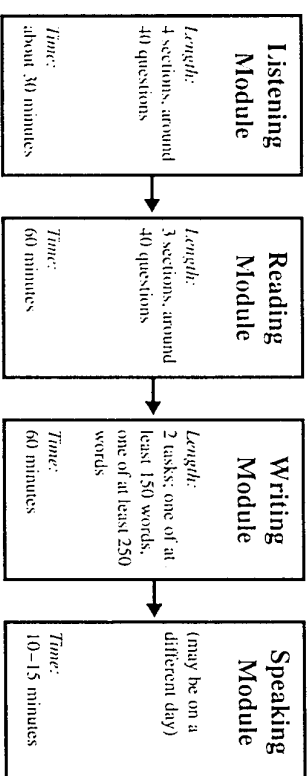 Listening
Module
Length:
4 sections, around
40 questions
Time:
about 30 minutes
Reading
Module
Length:
3 sections, around
40 questions
Time:
60 minutes
Writing
Module
Length:
2 tasks; one of at
least 150 words,
one of at least 250
words
Time:
60 minutes
Speaking
Module
(may be on a
different day)
Time:
10–15 minutes